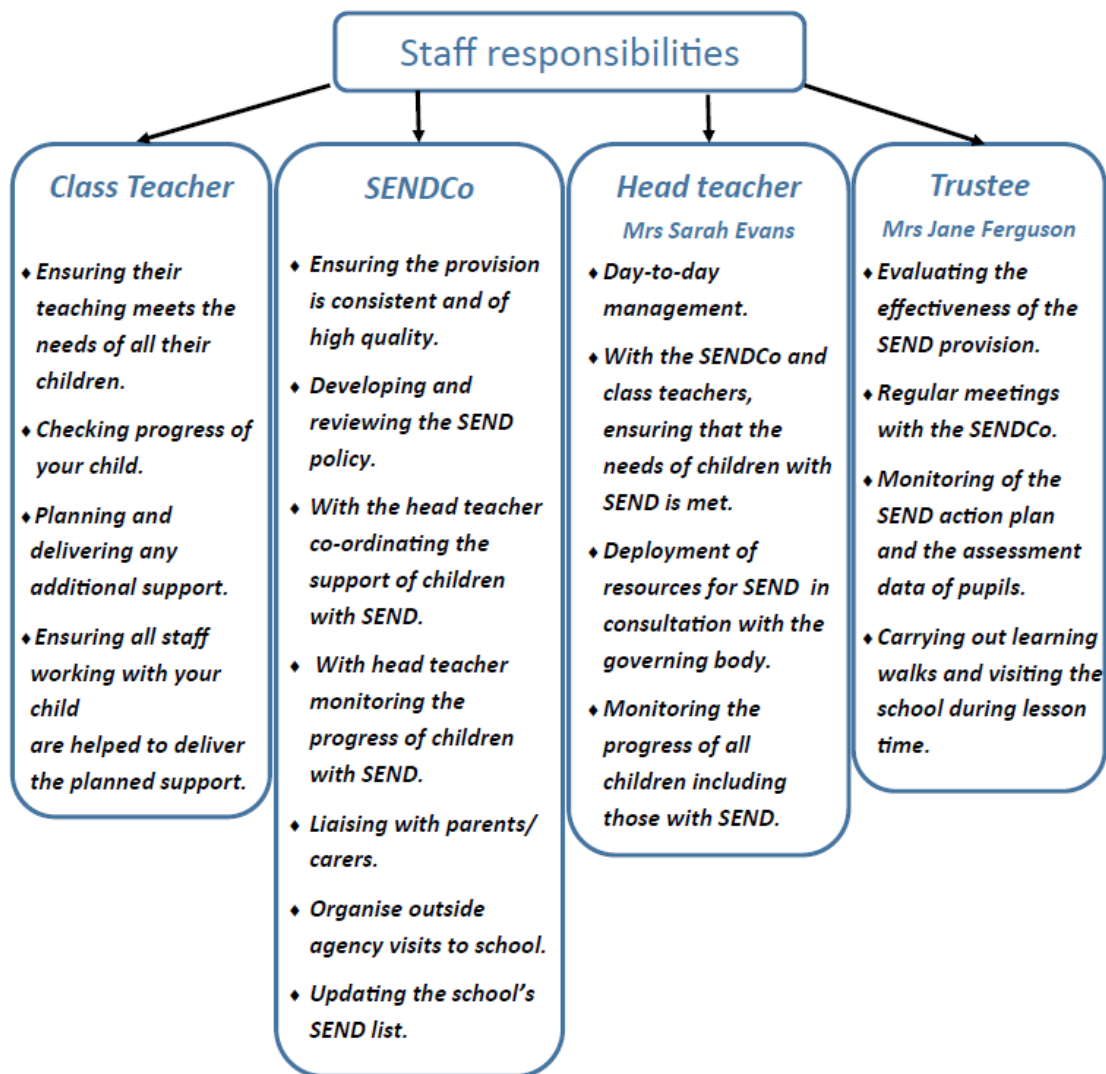 Staff responsibilities
Class Teacher
♦ Ensuring their
teaching meets the
needs of all their
children.
♦ Checking progress of
your child.
♦ Planning and
delivering any
additional support.
♦ Ensuring all staff
working with your
child
are helped to deliver
the planned support.
SENDCo
♦ Ensuring the provision
is consistent and of
high quality.
♦ Developing and
reviewing the SEND
policy.
♦ With the head teacher
co-ordinating the
support of children
with SEND.
♦ With head teacher
monitoring the
progress of children
with SEND.
♦ Liaising with parents/
carers.
♦ Organise outside
agency visits to school.
♦ Updating the school's
SEND list.
Head teacher
Mrs Sarah Evans
♦ Day-to-day
management.
♦ With the SENDCo and
class teachers,
ensuring that the
needs of children with
SEND is met.
♦ Deployment of
resources for SEND in
consultation with the
governing body.
♦ Monitoring the
progress of all
children including
those with SEND.
Trustee
Mrs Jane Ferguson
♦ Evaluating the
effectiveness of the
SEND provision.
♦ Regular meetings
with the SENDCo.
♦ Monitoring of the
SEND action plan
and the assessment
data of pupils.
♦ Carrying out learning
walks and visiting the
school during lesson
time.